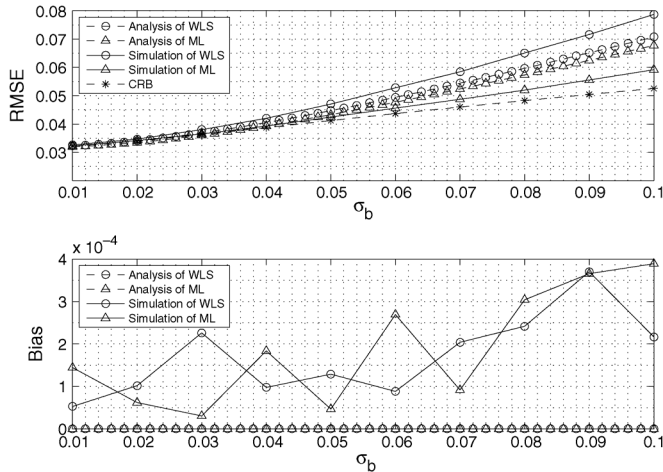 0.08
0.07
0.06
0.05
0.04
0.03
RMSE
Analysis of WLS
Analysis of ML
Simulation of WLS
Simulation of ML
CRB
0.01 0.02 0.03 0.04 0.05 0.06 0.07 0.08 0.09 0.1
σb
x 10−4
4
3
2
1
0
Bias
Analysis of WLS
Analysis of ML
Simulation of WLS
Simulation of ML
0.01 0.02 0.03 0.04 0.05 0.06 0.07 0.08 0.09 0.1
σb